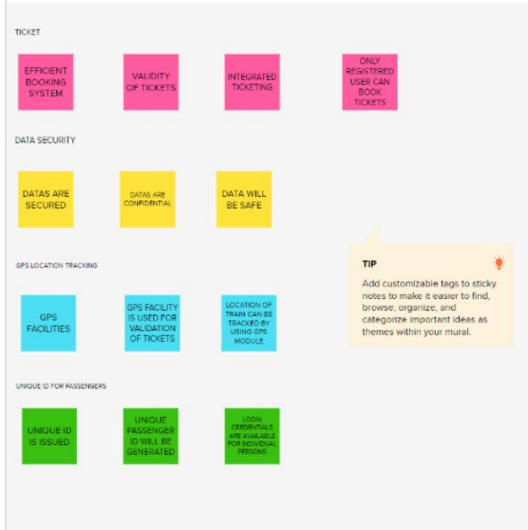 TICKET
EFFICIENT
BOOKING
SYSTEM
VALIDITY
OF TICKETS
INTEGRATED
TICKETING
ONLY
REGISTERED
USER CAN
BOOK
TICKETS
DATA SECURITY
DATAS ARE
SECURED
DATAS ARE
CONFIDENTIAL
DATA WILL
BE SAFE
TIP
Add customizable tags to sticky
notes to make it easier to find,
browse, organize, and
categorize important ideas as
themes within your mural.
GPS LOCATION TRACKING
GPS
FACILITIES
GPS FACILITY
IS USED FOR
VALIDATION
OF TICKETS
LOCATION OF
TRAIN CAN BE
TRACKED BY
USING GPS
MODULE
UNIQUE ID FOR PASSENGERS
UNIQUE ID
IS ISSUED
UNIQUE
PASSENGER
ID WILL BE
GENERATED
LOGIN
CREDENTIALS
ARE AVAILABLE
FOR INDIVIDUAL
PERSONS